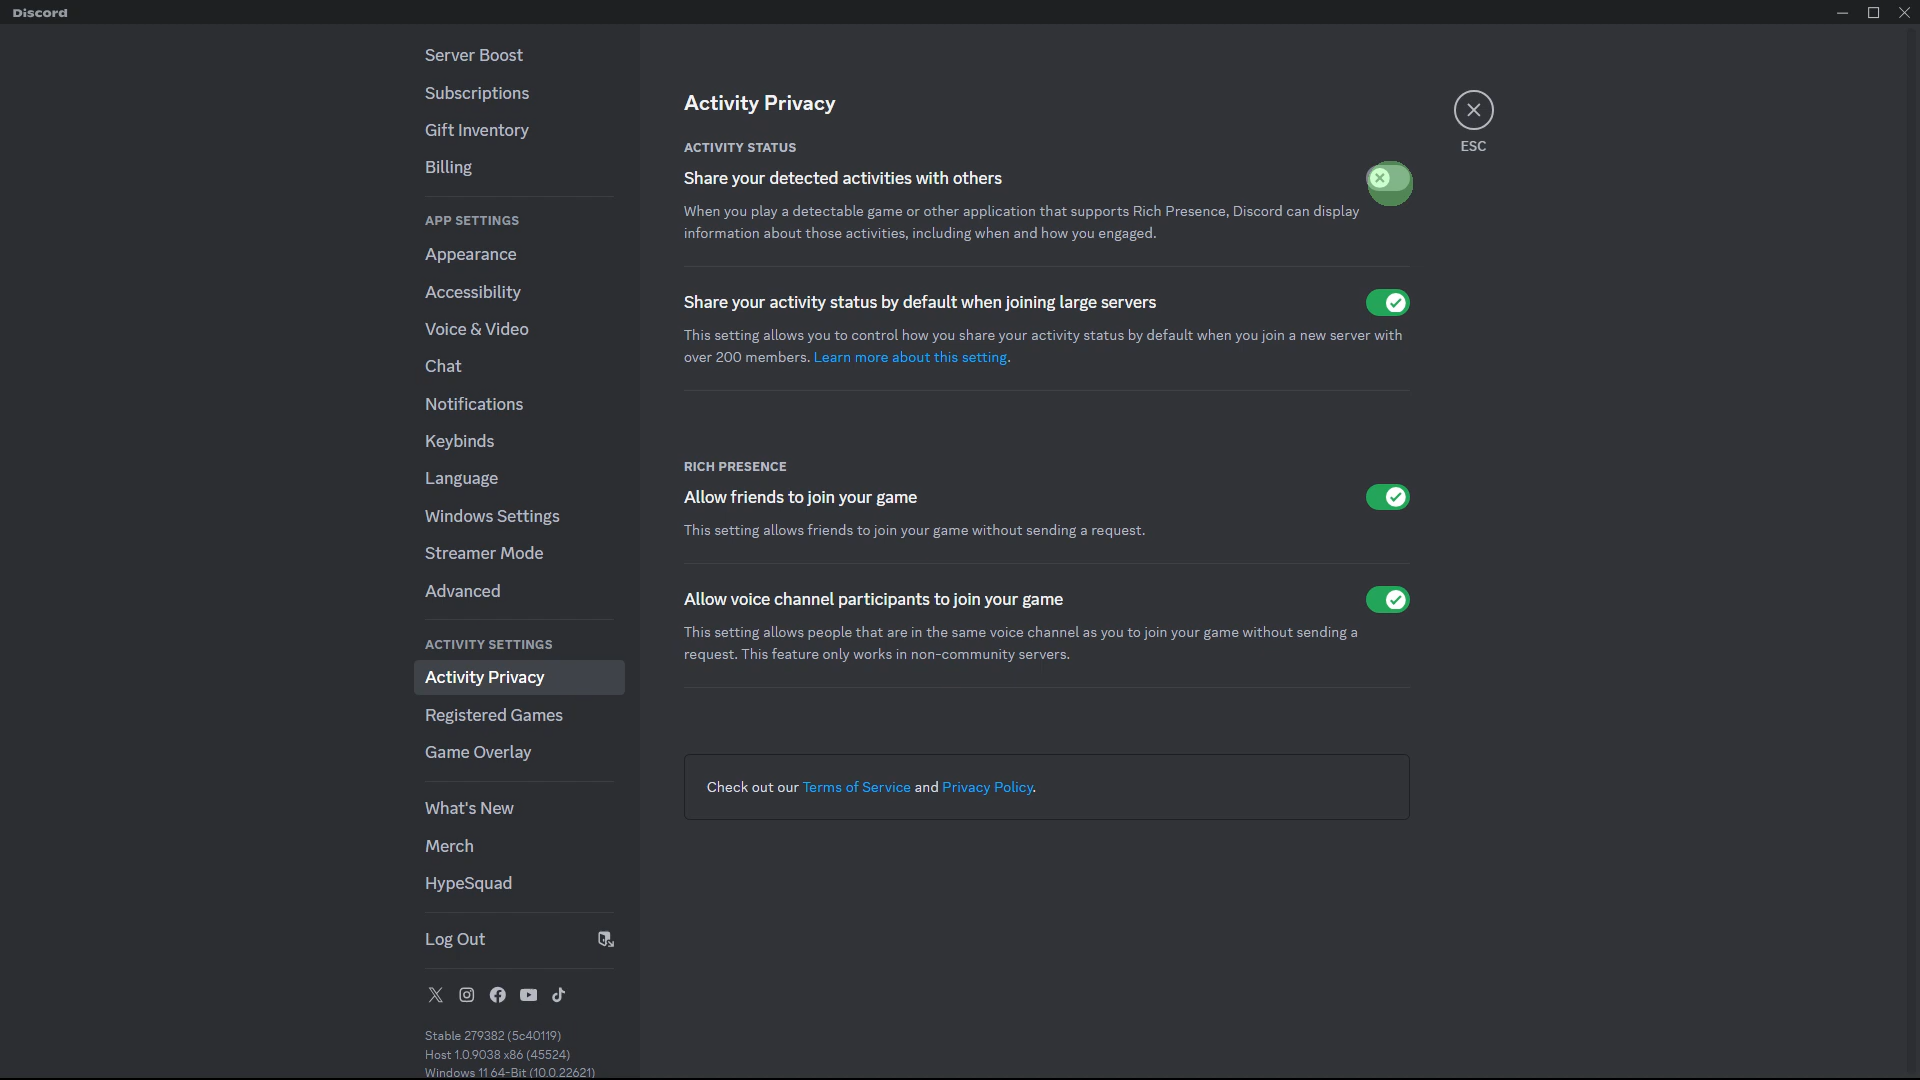 Discord
Server Boost
Subscriptions
Gift Inventory
Billing
APP SETTINGS
Appearance
Accessibility
Voice & Video
Chat
Notifications
Keybinds
Language
Windows Settings
Streamer Mode
Advanced
ACTIVITY SETTINGS
Activity Privacy
Registered Games
Game Overlay
What's New
Merch
HypeSquad
Log Out
Stable 279382 (5c40119)
Host 1.0.9038 x86 (45524)
Windows 11 64-Bit (10.0.22621)
Activity Privacy
ESC
ACTIVITY STATUS
Share your detected activities with others
When you play a detectable game or other application that supports Rich Presence, Discord can display
information about those activities, including when and how you engaged.
Share your activity status by default when joining large servers
This setting allows you to control how you share your activity status by default when you join a new server with
over 200 members. Learn more about this setting.
RICH PRESENCE
Allow friends to join your game
This setting allows friends to join your game without sending a request.
Allow voice channel participants to join your game
This setting allows people that are in the same voice channel as you to join your game without sending a
request. This feature only works in non-community servers.
Check out our Terms of Service and Privacy Policy.